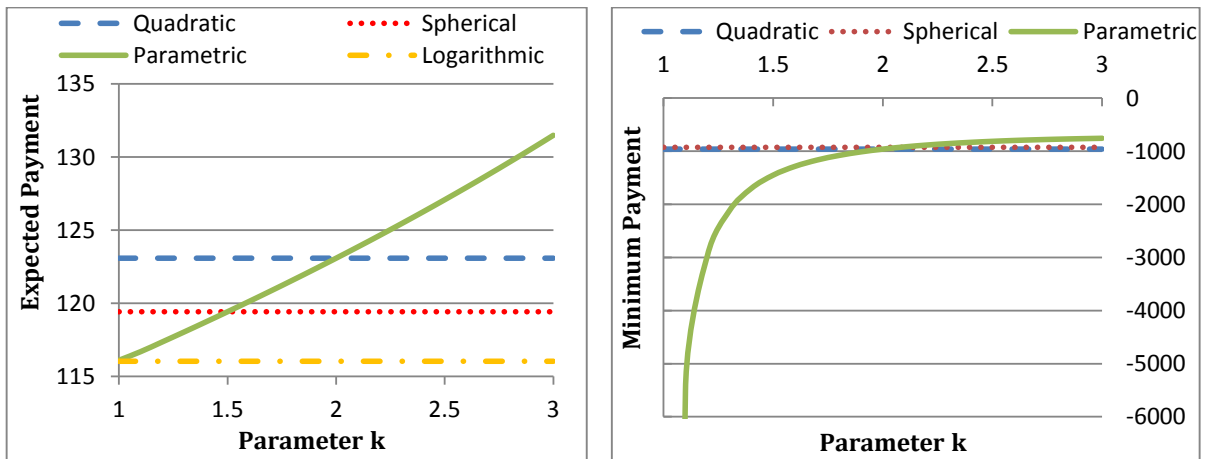 Quadratic Spherical
Parametric Logarithmic
135
130
125
120
115
Expected Payment
1 1.5 2 2.5 3
Parameter k
Quadratic Spherical Parametric
1 1.5 2 2.5 3
0
-1000
-2000
-3000
-4000
-5000
-6000
Minimum Payment
Parameter k